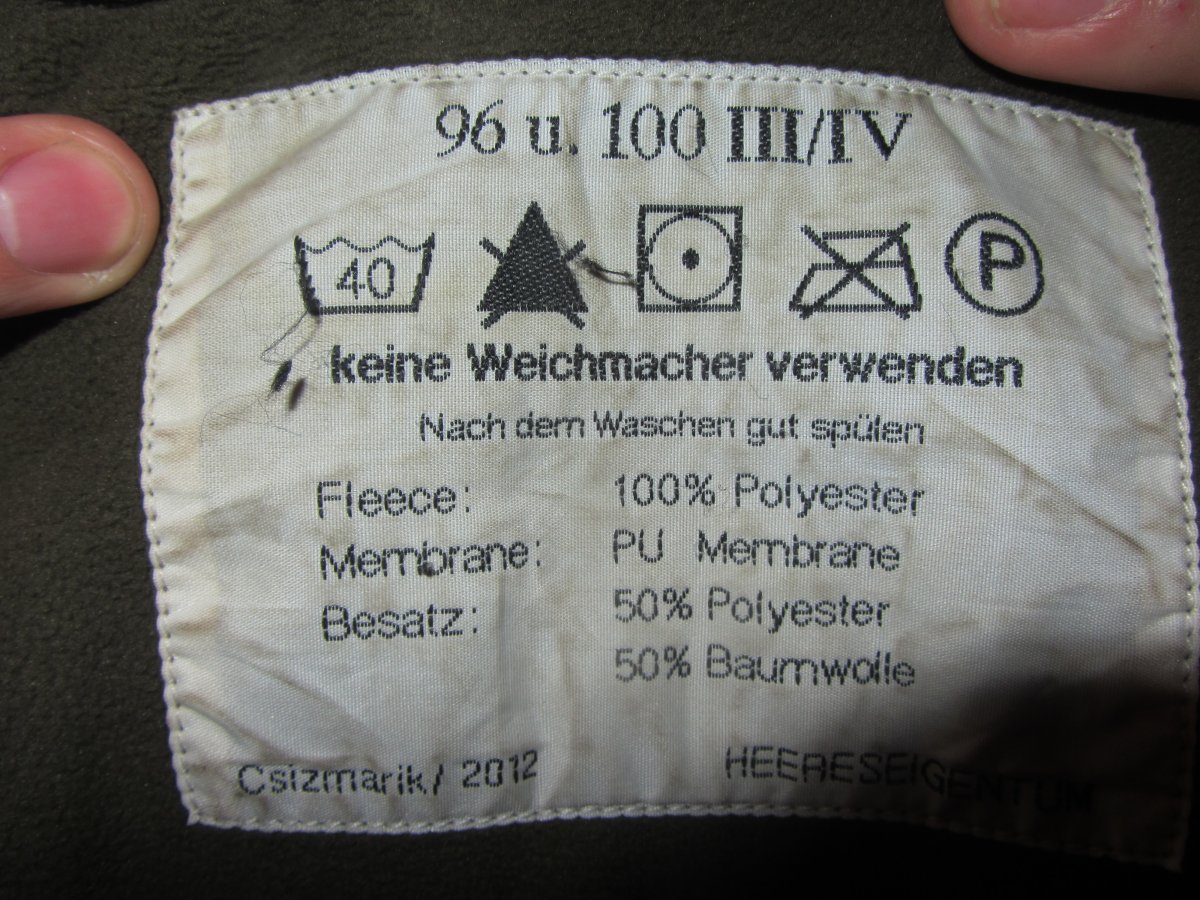 96 u. 100 III/IV
40 P
keine Weichmacher verwenden
Nach dem Waschen gut spülen
Fleece: 100% Polyester
Membrane: PU Membrane
Besatz: 50% Polyester
50% Baumwolle
Csizmarik/ 2012 HEERESEIGENTUM